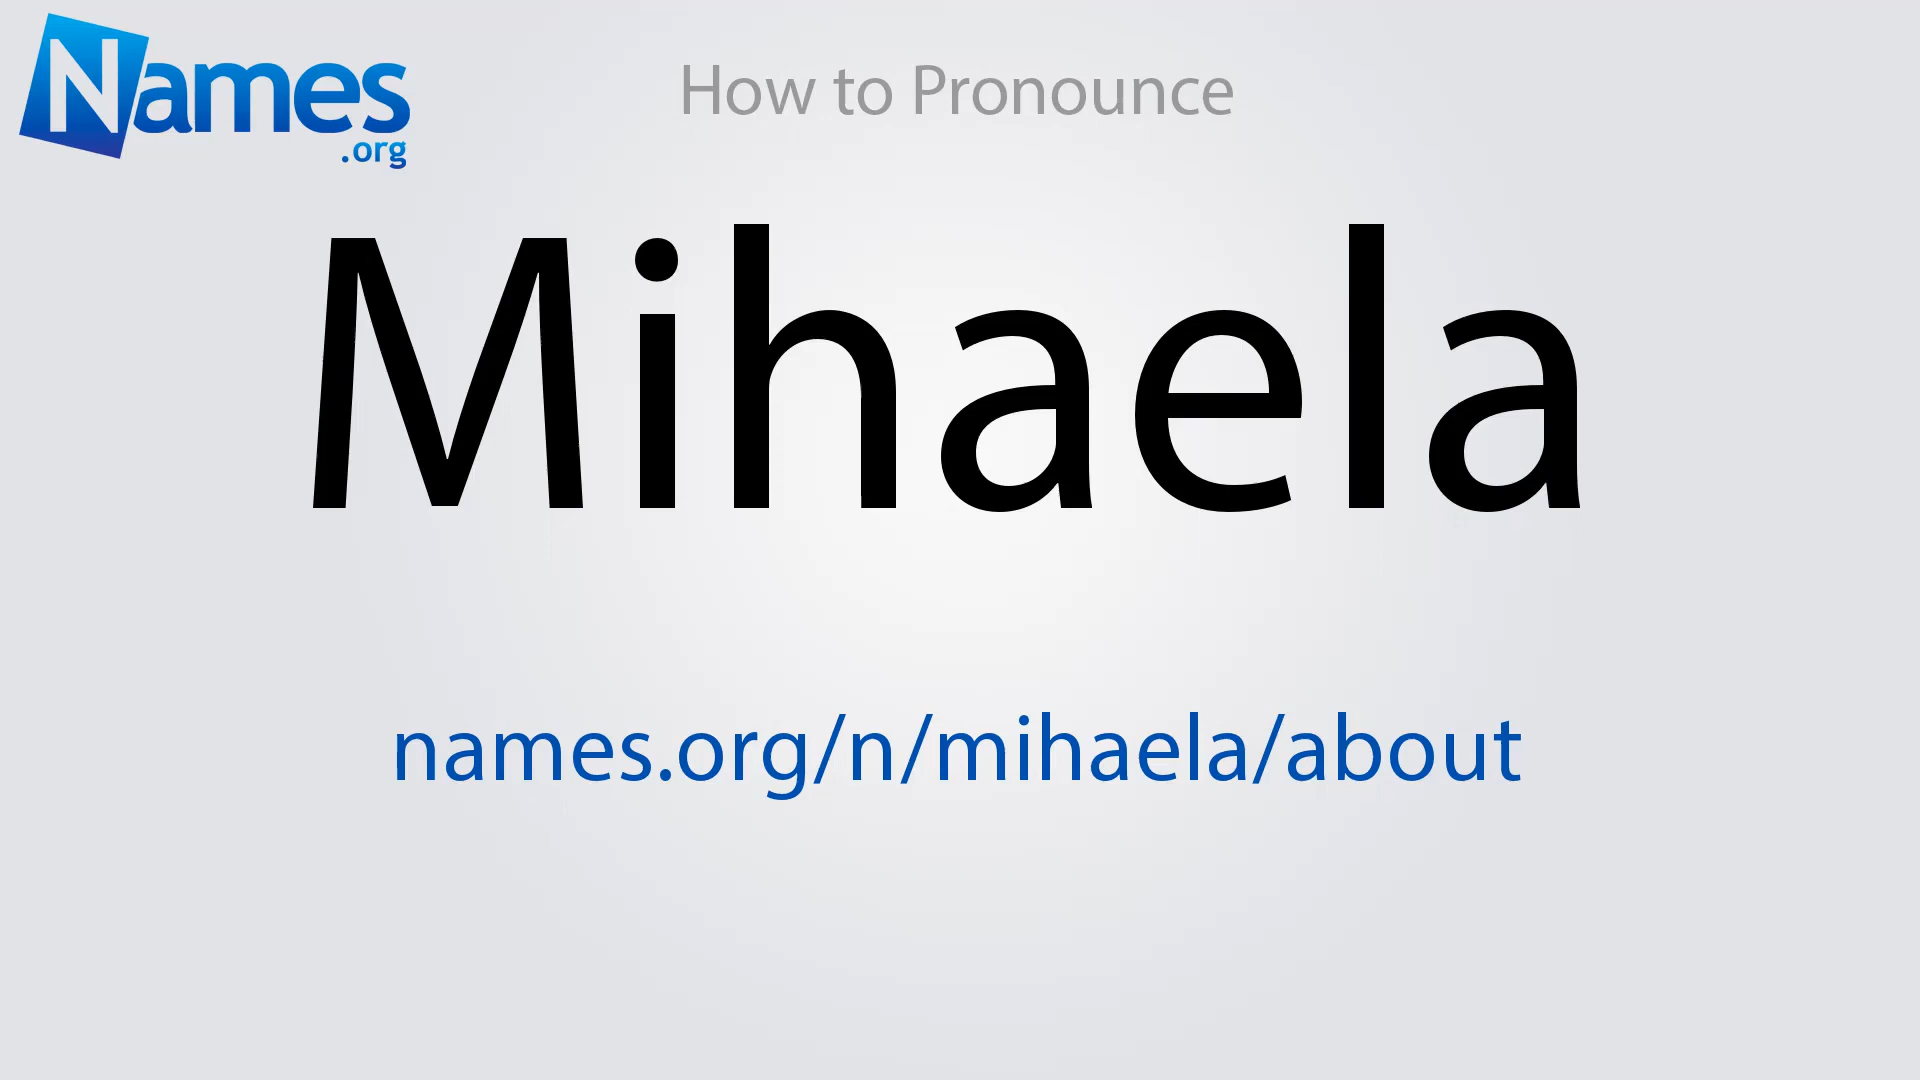 Names
.org
How to Pronounce
Mihaela
names.org/n/mihaela/about